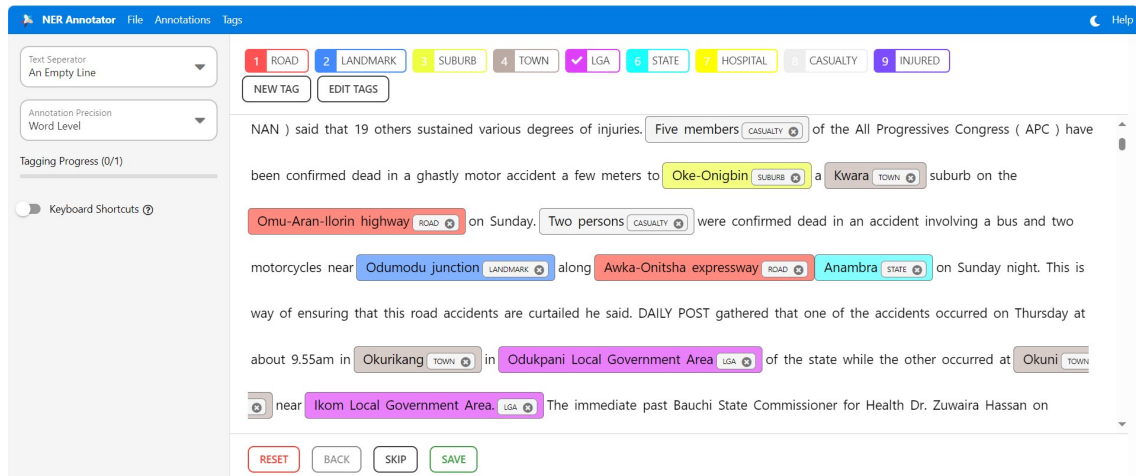 NER Annotator File Annotations Tags Help
Text Seperator
An Empty Line
Annotation Precision
Word Level
Tagging Progress (0/1)
Keyboard Shortcuts
1 ROAD 2 LANDMARK 3 SUBURB 4 TOWN LGA 6 STATE 7 HOSPITAL 8 CASUALTY 9 INJURED
NEW TAG EDIT TAGS
NAN ) said that 19 others sustained various degrees of injuries. Five members CASUALTY of the All Progressives Congress ( APC ) have
been confirmed dead in a ghastly motor accident a few meters to Oke-Onigbin SUBURB a Kwara TOWN suburb on the
Omu-Aran-Ilorin highway ROAD on Sunday. Two persons CASUALTY were confirmed dead in an accident involving a bus and two
motorcycles near Odumodu junction LANDMARK along Awka-Onitsha expressway ROAD Anambra STATE on Sunday night. This is
way of ensuring that this road accidents are curtailed he said. DAILY POST gathered that one of the accidents occurred on Thursday at
about 9.55am in Okurikang TOWN in Odukpani Local Government Area LGA of the state while the other occurred at Okuni TOWN
near Ikom Local Government Area. LGA The immediate past Bauchi State Commissioner for Health Dr. Zuwaira Hassan on
RESET BACK SKIP SAVE